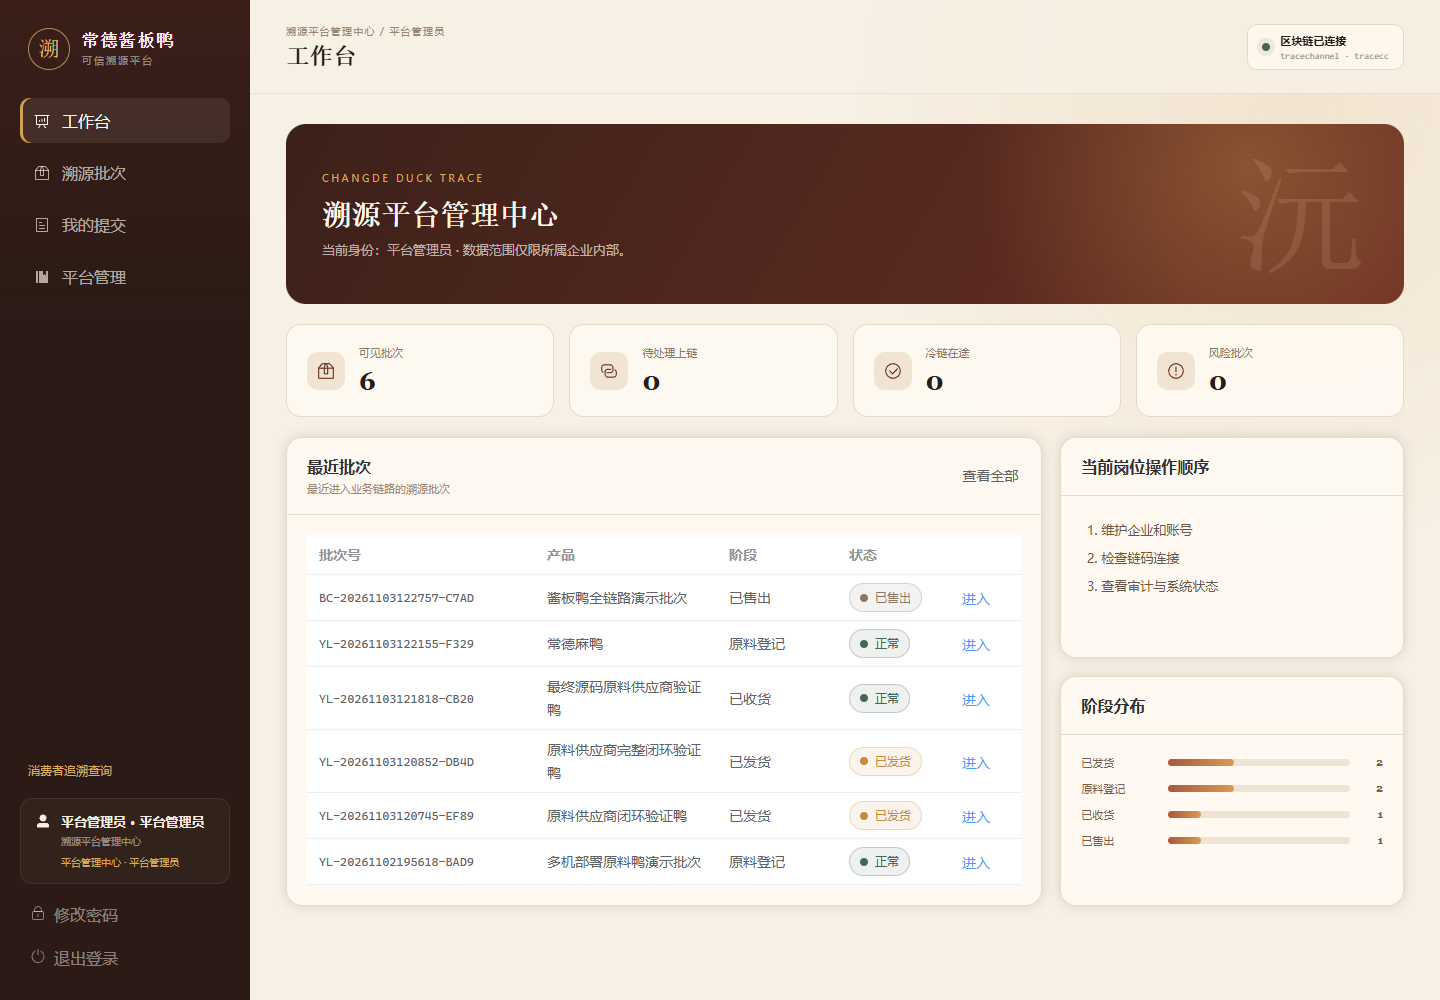 溯
常德酱板鸭
可信溯源平台
工作台
溯源批次
我的提交
平台管理
消费者追溯查询
平台管理员 • 平台管理员
溯源平台管理中心
平台管理中心 · 平台管理员
修改密码
退出登录
溯源平台管理中心 / 平台管理员
工作台
区块链已连接
tracechannel · tracecc
CHANGDE DUCK TRACE
溯源平台管理中心
当前身份：平台管理员 · 数据范围仅限所属企业内部。
沅
可见批次
6
待处理上链
0
冷链在途
0
风险批次
0
最近批次
最近进入业务链路的溯源批次
查看全部
批次号 产品 阶段 状态
BC-20261103122757-C7AD 酱板鸭全链路演示批次 已售出 已售出 进入
YL-20261103122155-F329 常德麻鸭 原料登记 正常 进入
YL-20261103121818-CB20 最终源码原料供应商验证鸭 已收货 正常 进入
YL-20261103120852-DB4D 原料供应商完整闭环验证鸭 已发货 已发货 进入
YL-20261103120745-EF89 原料供应商闭环验证鸭 已发货 已发货 进入
YL-20261102195618-BAD9 多机部署原料鸭演示批次 原料登记 正常 进入
当前岗位操作顺序
1. 维护企业和账号
2. 检查链码连接
3. 查看审计与系统状态
阶段分布
已发货 2
原料登记 2
已收货 1
已售出 1